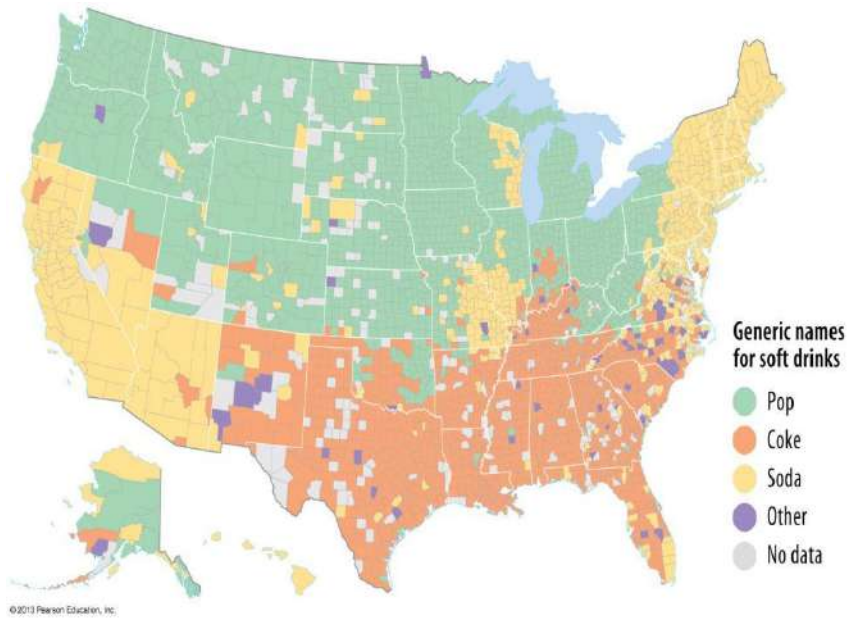 Generic names
for soft drinks
Pop
Coke
Soda
Other
No data
©2013 Pearson Education, Inc.